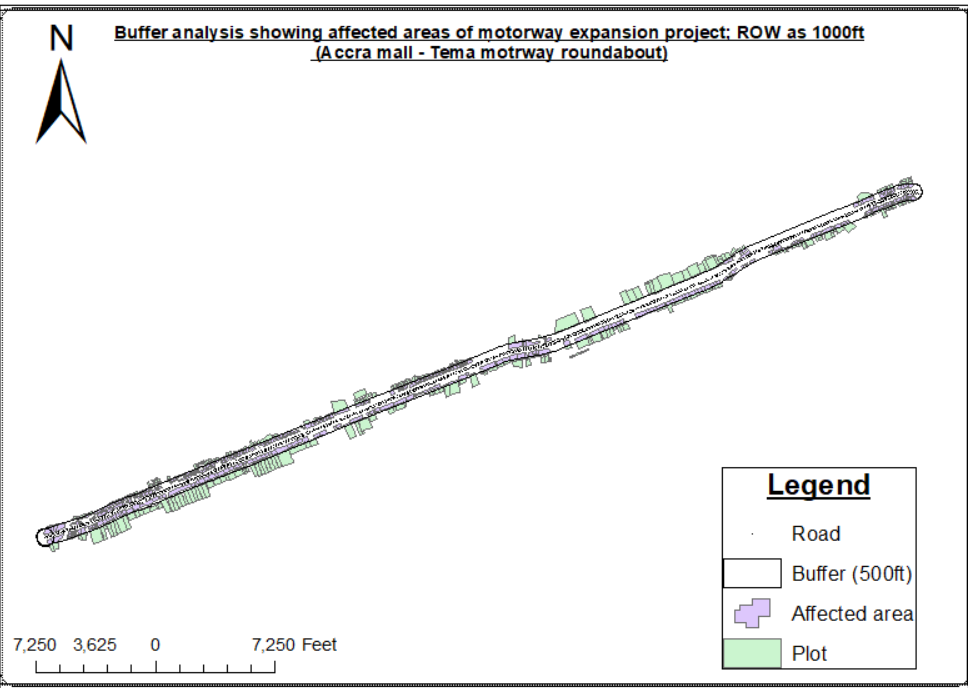 N
Buffer analysis showing affected areas of motorway expansion project; ROW as 1000ft
(Accra mall - Tema motrway roundabout)
Legend
Road
Buffer (500ft)
Affected area
Plot
7,250 3,625 0 7,250 Feet